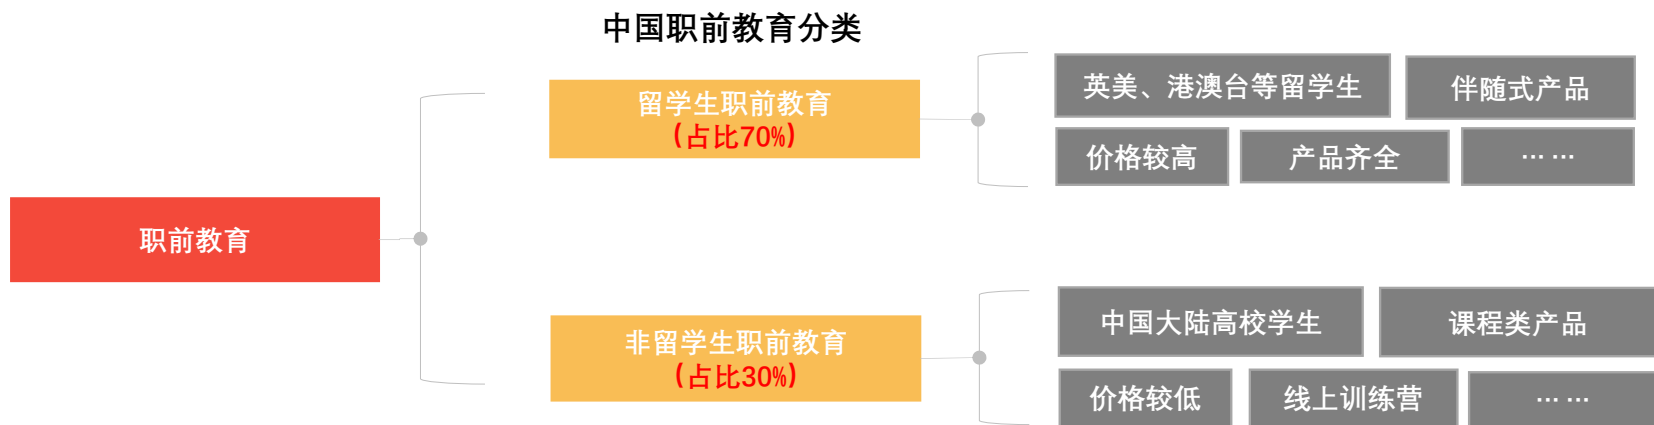 中国职前教育分类
职前教育
留学生职前教育
(占比70%)
英美、港澳台等留学生
伴随式产品
价格较高
产品齐全
... ...
非留学生职前教育
(占比30%)
中国大陆高校学生
课程类产品
价格较低
线上训练营
... ...